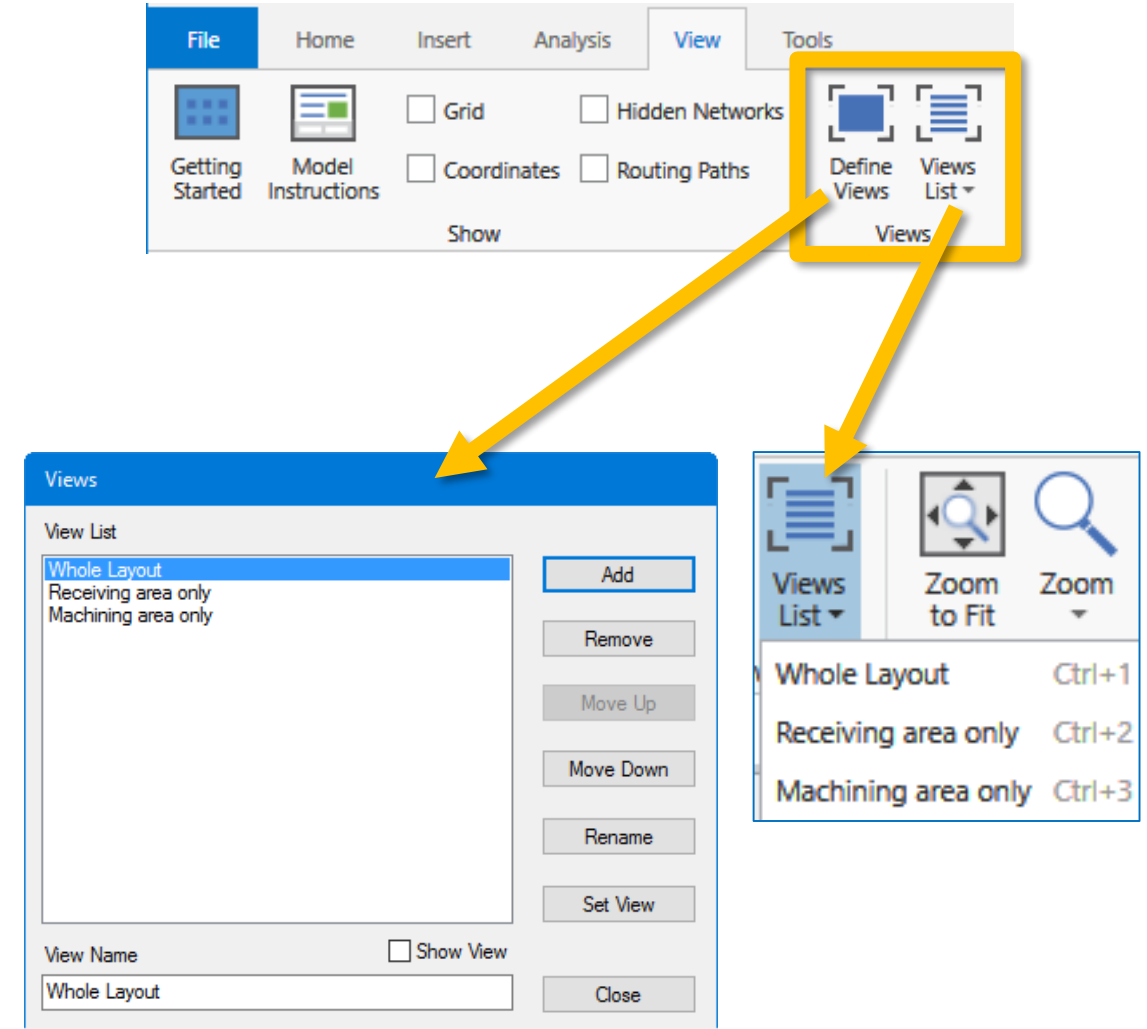 File Home Insert Analysis View Tools
Grid Hidden Networks
Getting Started
Model Instructions
Coordinates Routing Paths
Define Views
Views List
Show Views
Views
View List
Whole Layout
Receiving area only
Machining area only
Add
Remove
Move Up
Move Down
Rename
Set View
View Name Show View
Whole Layout
Close
Views List
Zoom to Fit
Zoom
Whole Layout Ctrl+1
Receiving area only Ctrl+2
Machining area only Ctrl+3